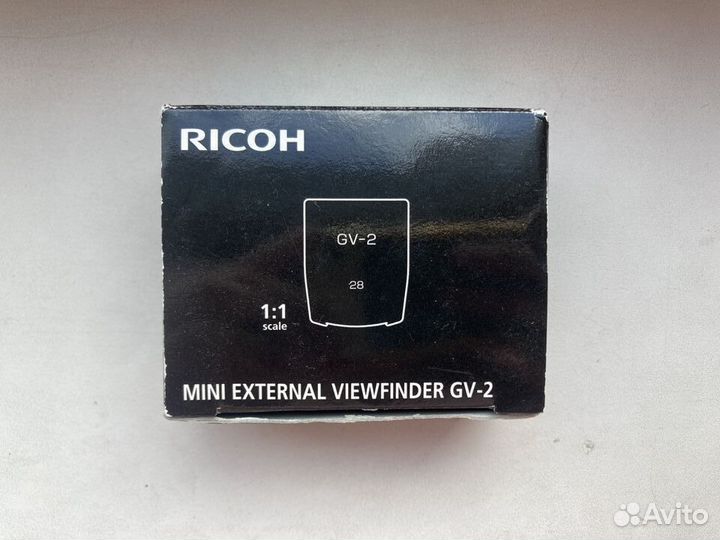 RICOH
GV-2
28
1:1
scale
MINI EXTERNAL VIEWFINDER GV-2
Avito